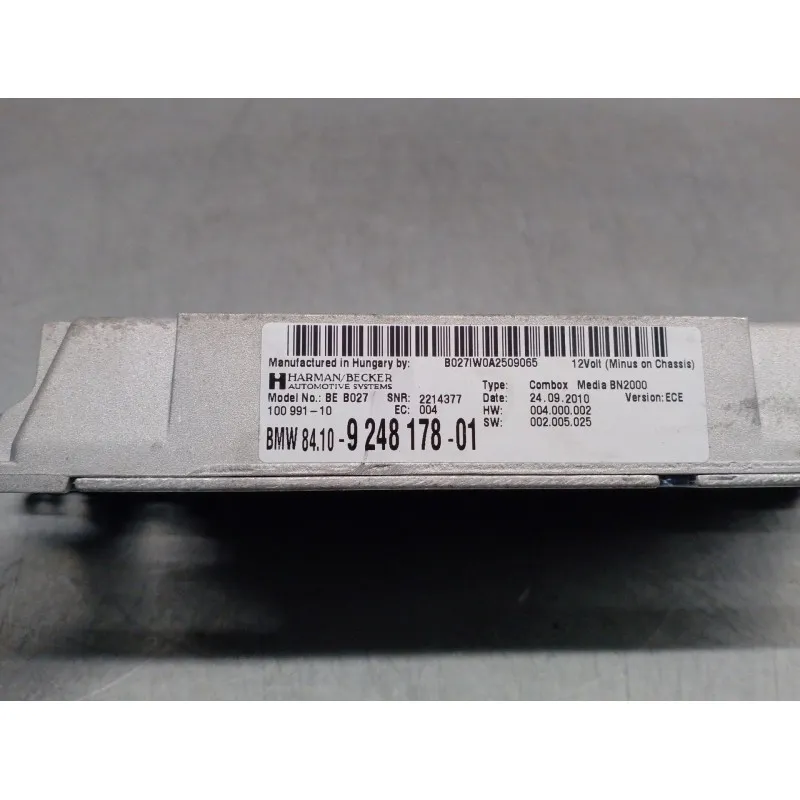 Manufactured in Hungary by: B027IW0A2509065 12Volt (Minus on Chassis)
HARMAN/BECKER
AUTOMOTIVE SYSTEMS
Type: Combox Media BN2000
Model No.: BE B027 SNR: 2214377 Date: 24.09.2010 Version: ECE
100 991-10 EC: 004 HW: 004.000.002
SW: 002.005.025
BMW 84.10-9 248 178-01